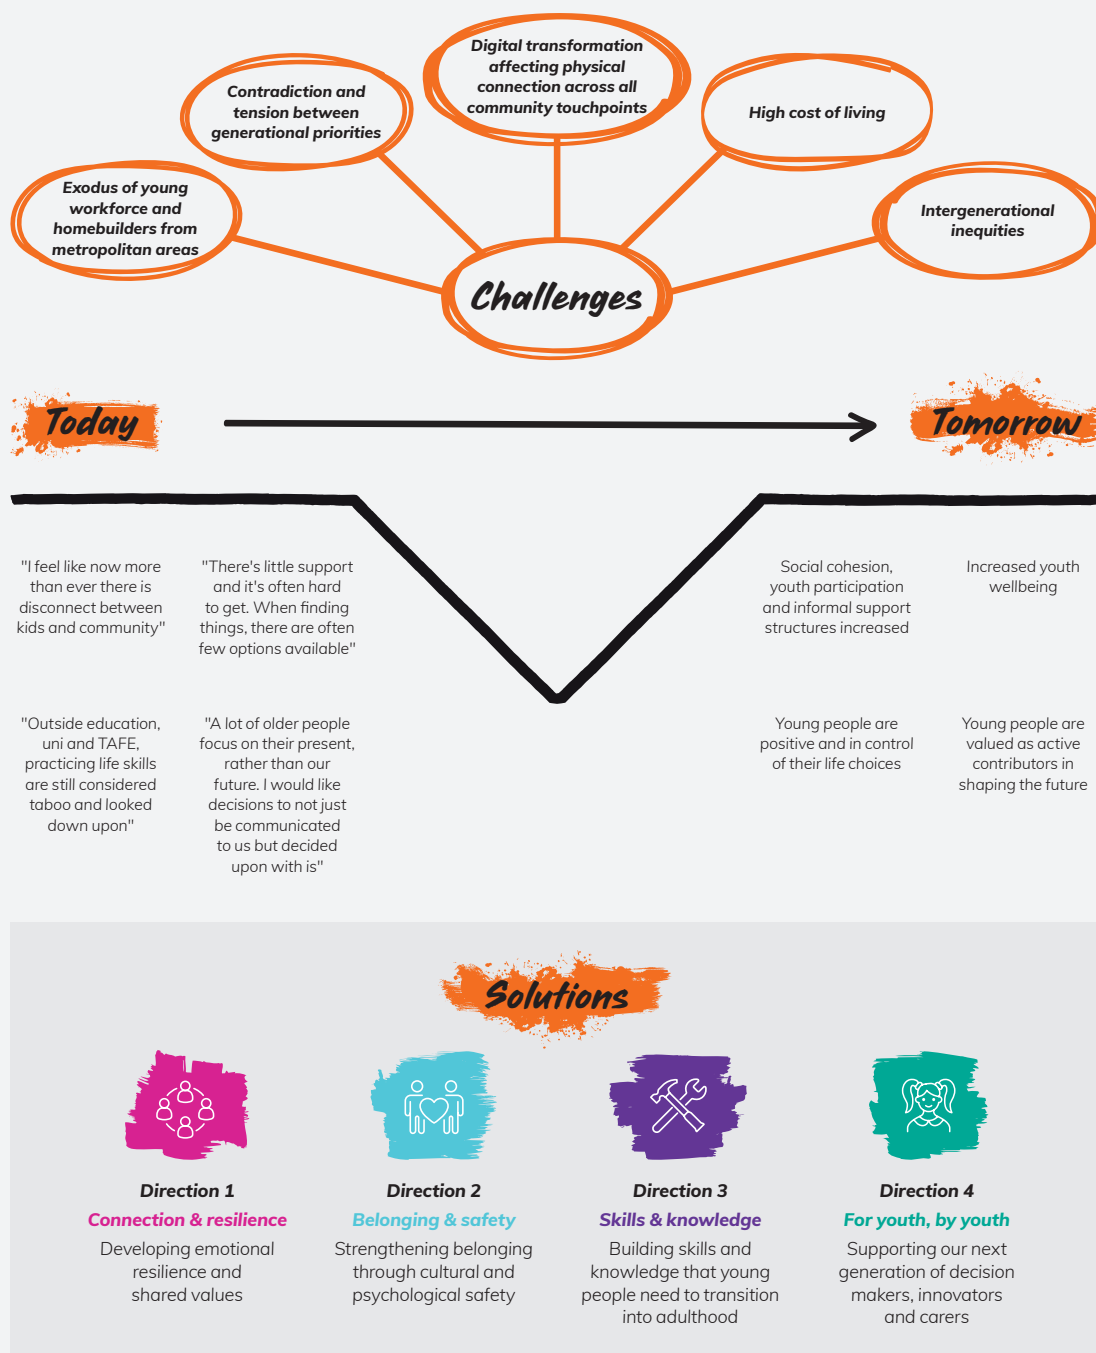 Digital transformation
affecting physical
connection across all
community touchpoints
Contradiction and
tension between
generational priorities
High cost of living
Exodus of young
workforce and
homebuilders from
metropolitan areas
Intergenerational
inequities
Challenges
Today
Tomorrow
"I feel like now more
than ever there is
disconnect between
kids and community"
"There's little support
and it's often hard
to get. When finding
things, there are often
few options available"
Social cohesion,
youth participation
and informal support
structures increased
Increased youth
wellbeing
"Outside education,
uni and TAFE,
practicing life skills
are still considered
taboo and looked
down upon"
"A lot of older people
focus on their present,
rather than our
future. I would like
decisions to not just
be communicated
to us but decided
upon with is"
Young people are
positive and in control
of their life choices
Young people are
valued as active
contributors in
shaping the future
Solutions
Direction 1
Connection & resilience
Developing emotional
resilience and
shared values
Direction 2
Belonging & safety
Strengthening belonging
through cultural and
psychological safety
Direction 3
Skills & knowledge
Building skills and
knowledge that young
people need to transition
into adulthood
Direction 4
For youth, by youth
Supporting our next
generation of decision
makers, innovators
and carers